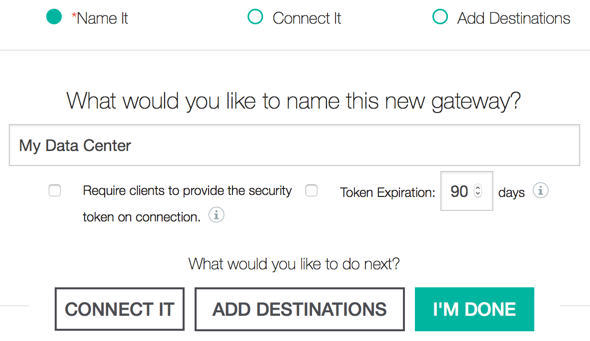 *Name It Connect It Add Destinations
What would you like to name this new gateway?
My Data Center
Require clients to provide the security Token Expiration: 90 days i
token on connection. i
What would you like to do next?
CONNECT IT ADD DESTINATIONS I'M DONE